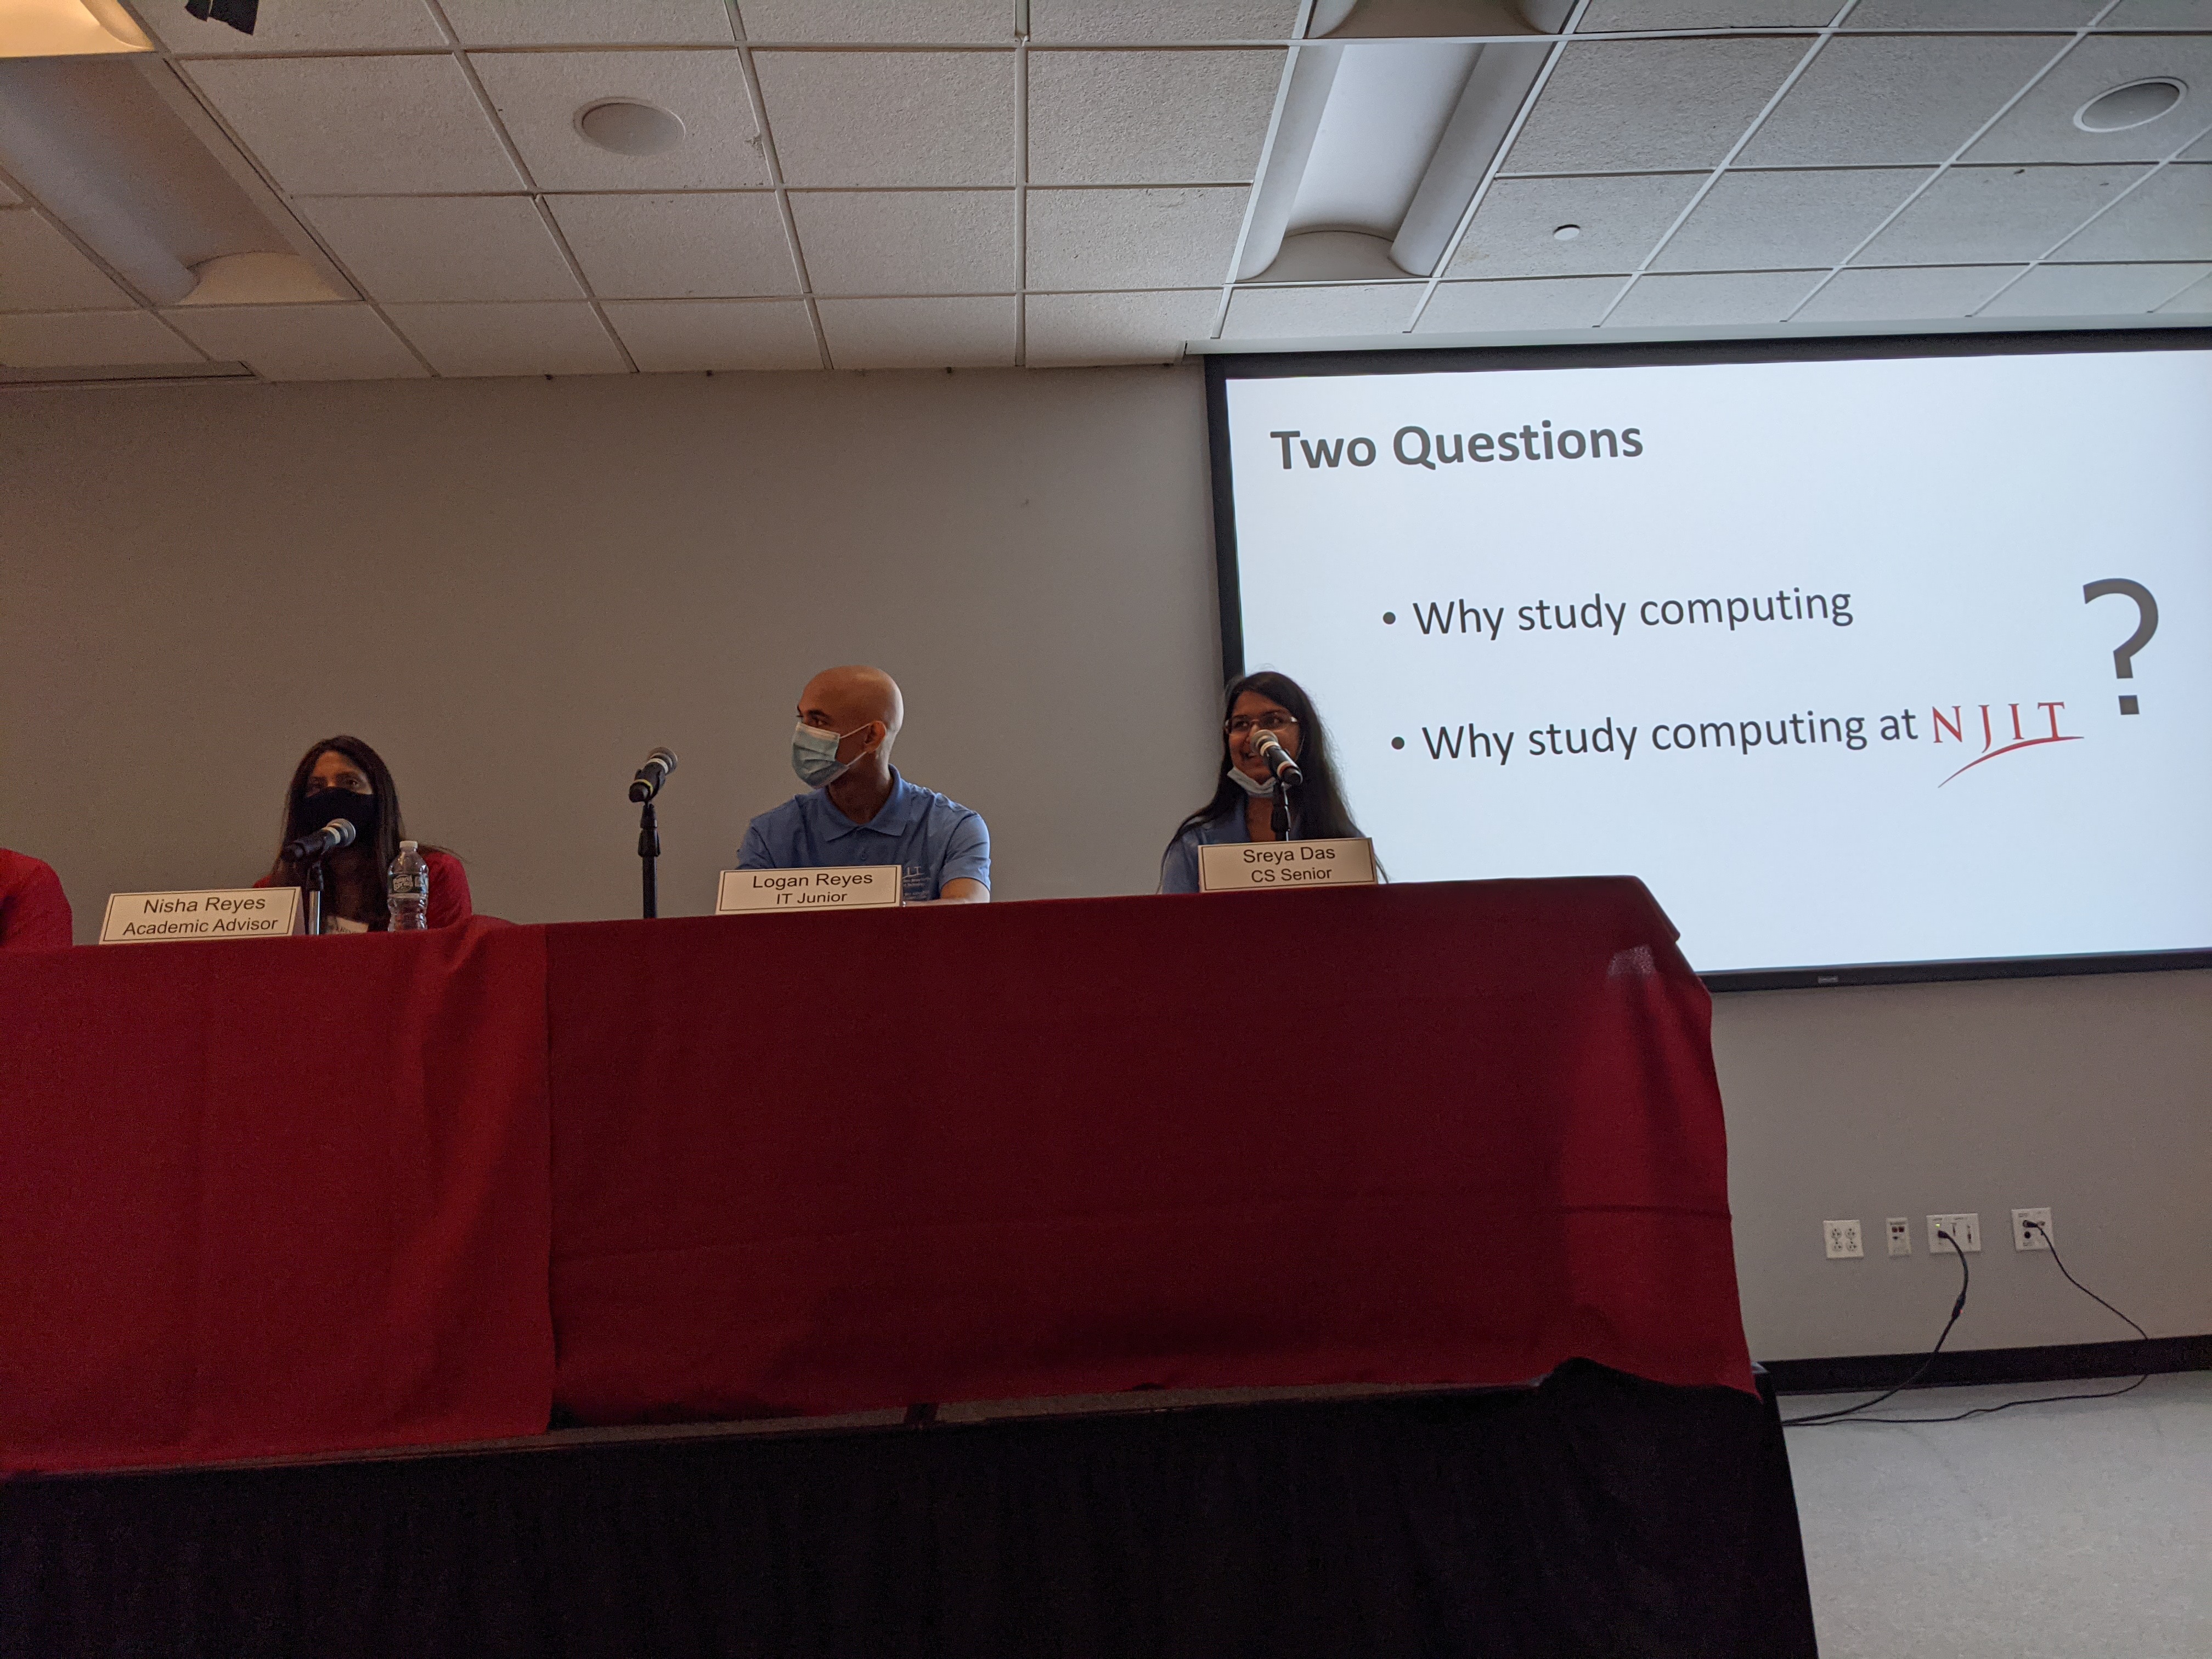 Two Questions
• Why study computing
• Why study computing at NJIT
?
Nisha Reyes
Academic Advisor
Logan Reyes
IT Junior
Sreya Das
CS Senior